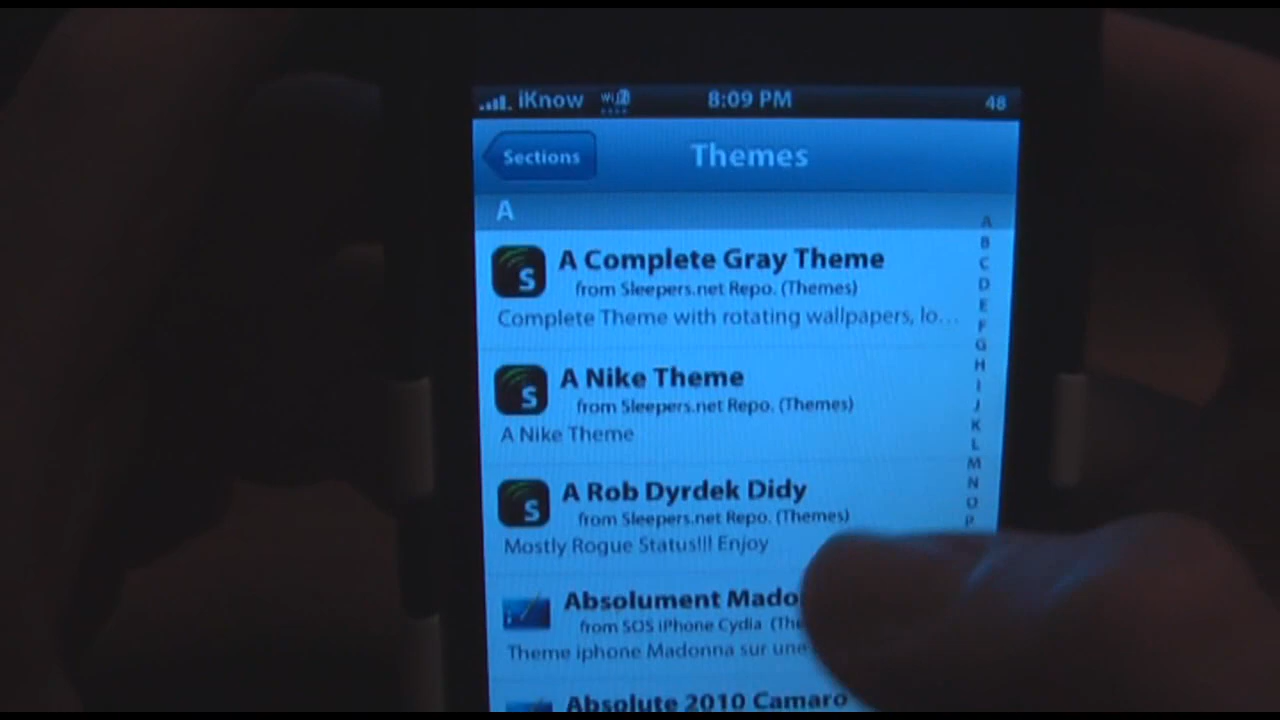 iKnow 8:09 PM 48
Sections
Themes
A
A Complete Gray Theme
from Sleepers.net Repo. (Themes)
Complete Theme with rotating wallpapers, lo...
S
A Nike Theme
from Sleepers.net Repo. (Themes)
A Nike Theme
S
A Rob Dyrdek Didy
from Sleepers.net Repo. (Themes)
Mostly Rogue Status!!! Enjoy
S
Absolument Mado
from SOS iPhone Cydia (The
Theme iphone Madonna sur une
Absolute 2010 Camaro
A
B
C
D
E
F
G
H
I
J
K
L
M
N
O
P